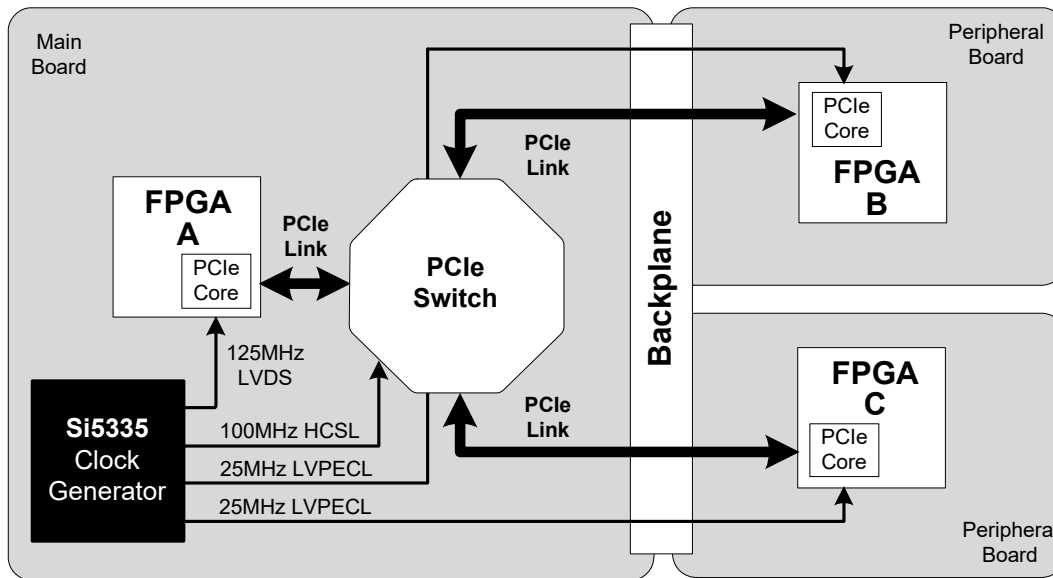 Main
Board
Peripheral
Board
PCIe
Core
FPGA
B
PCIe
Link
FPGA
A
PCIe
Core
PCIe
Link
PCIe
Switch
Backplane
125MHz
LVDS
PCIe
Link
FPGA
C
PCIe
Core
Si5335
Clock
Generator
100MHz HCSL
25MHz LVPECL
25MHz LVPECL
Periphera
Board